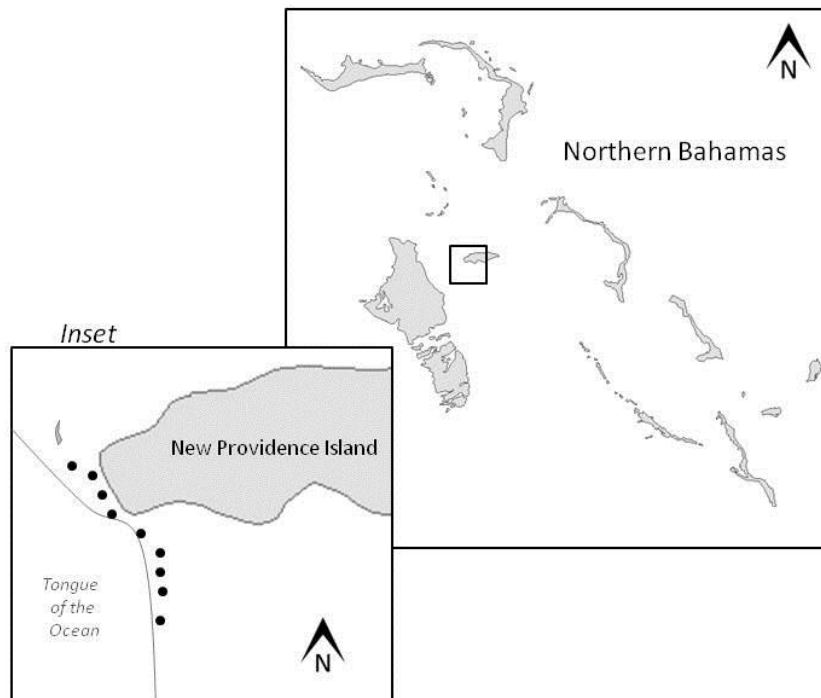 N
Northern Bahamas
Inset
New Providence Island
Tongue
of the
Ocean
N